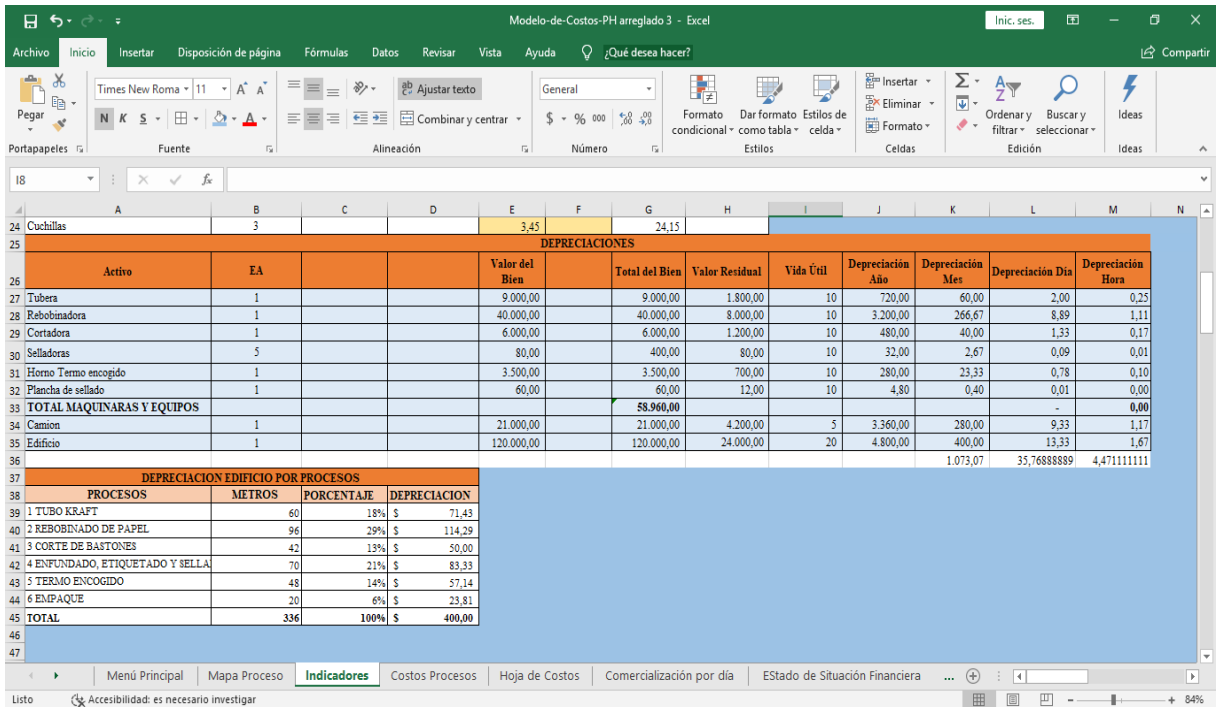 Modelo-de-Costos-PH arreglado 3 - Excel
Inic. ses.
Archivo Inicio Insertar Disposición de página Fórmulas Datos Revisar Vista Ayuda ¿Qué desea hacer? Compartir
Pegar
Times New Roma 11 A A
ab Ajustar texto
General
Formato condicional
Dar formato como tabla
Estilos de celda
Insertar
Eliminar
Formato
Ordenar y filtrar
Buscar y seleccionar
Ideas
N K S A
Combinar y centrar
$ % 000
Portapapeles Fuente Alineación Número Estilos Celdas Edición Ideas
I8 fx
A B C D E F G H I J K L M N
24 Cuchillas 3 3,45 24,15
25 DEPRECIACIONES
26 Activo EA Valor del Bien Total del Bien Valor Residual Vida Útil Depreciación Año Depreciación Mes Depreciación Día Depreciación Hora
27 Tubera 1 9.000,00 9.000,00 1.800,00 10 720,00 60,00 2,00 0,25
28 Rebobinadora 1 40.000,00 40.000,00 8.000,00 10 3.200,00 266,67 8,89 1,11
29 Cortadora 1 6.000,00 6.000,00 1.200,00 10 480,00 40,00 1,33 0,17
30 Selladoras 5 80,00 400,00 80,00 10 32,00 2,67 0,09 0,01
31 Horno Termo encogido 1 3.500,00 3.500,00 700,00 10 280,00 23,33 0,78 0,10
32 Plancha de sellado 1 60,00 60,00 12,00 10 4,80 0,40 0,01 0,00
33 TOTAL MAQUINARAS Y EQUIPOS 58.960,00 - 0,00
34 Camion 1 21.000,00 21.000,00 4.200,00 5 3.360,00 280,00 9,33 1,17
35 Edificio 1 120.000,00 120.000,00 24.000,00 20 4.800,00 400,00 13,33 1,67
36 1.073,07 35,76888889 4,471111111
37 DEPRECIACION EDIFICIO POR PROCESOS
38 PROCESOS METROS PORCENTAJE DEPRECIACION
39 1 TUBO KRAFT 60 18% $ 71,43
40 2 REBOBINADO DE PAPEL 96 29% $ 114,29
41 3 CORTE DE BASTONES 42 13% $ 50,00
42 4 ENFUNDADO, ETIQUETADO Y SELLA 70 21% $ 83,33
43 5 TERMO ENCOGIDO 48 14% $ 57,14
44 6 EMPAQUE 20 6% $ 23,81
45 TOTAL 336 100% $ 400,00
46
47
Menú Principal Mapa Proceso Indicadores Costos Procesos Hoja de Costos Comercialización por día EStado de Situación Financiera ...
Listo Accesibilidad: es necesario investigar 84%